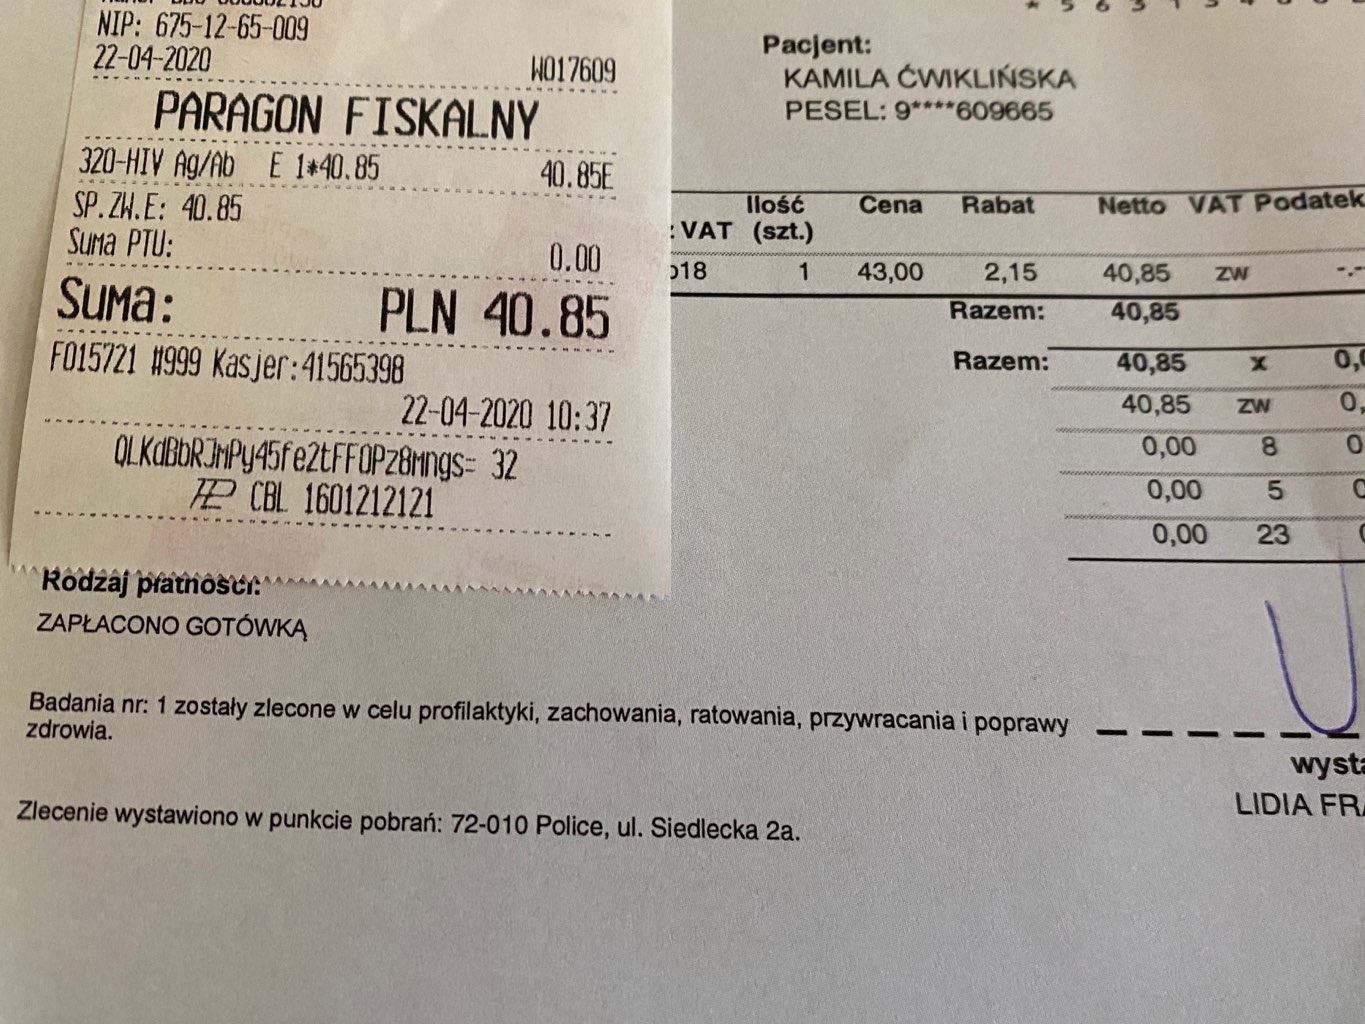 NIP: 675-12-65-009
22-04-2020 W017609
PARAGON FISKALNY
320-HIV Ag/Ab E 1*40.85 40.85E
SP.ZW.E: 40.85
Suma PTU: 0.00
Suma: PLN 40.85
F015721 #999 Kasjer:41565398
22-04-2020 10:37
QLKdBbRJmPy45fe2tFFOPz8Mngs= 32
CBL 1601212121
Pacjent:
KAMILA ĆWIKLIŃSKA
PESEL: 9****609665
VAT Ilość (szt.) Cena Rabat Netto VAT Podatek
1 43,00 2,15 40,85 zw -.-
Razem: 40,85
Razem: 40,85 x
40,85 zw
0,00 8
0,00 5
0,00 23
Rodzaj płatności:
ZAPŁACONO GOTÓWKĄ
Badania nr: 1 zostały zlecone w celu profilaktyki, zachowania, ratowania, przywracania i poprawy
zdrowia.
LIDIA
Zlecenie wystawiono w punkcie pobrań: 72-010 Police, ul. Siedlecka 2a.